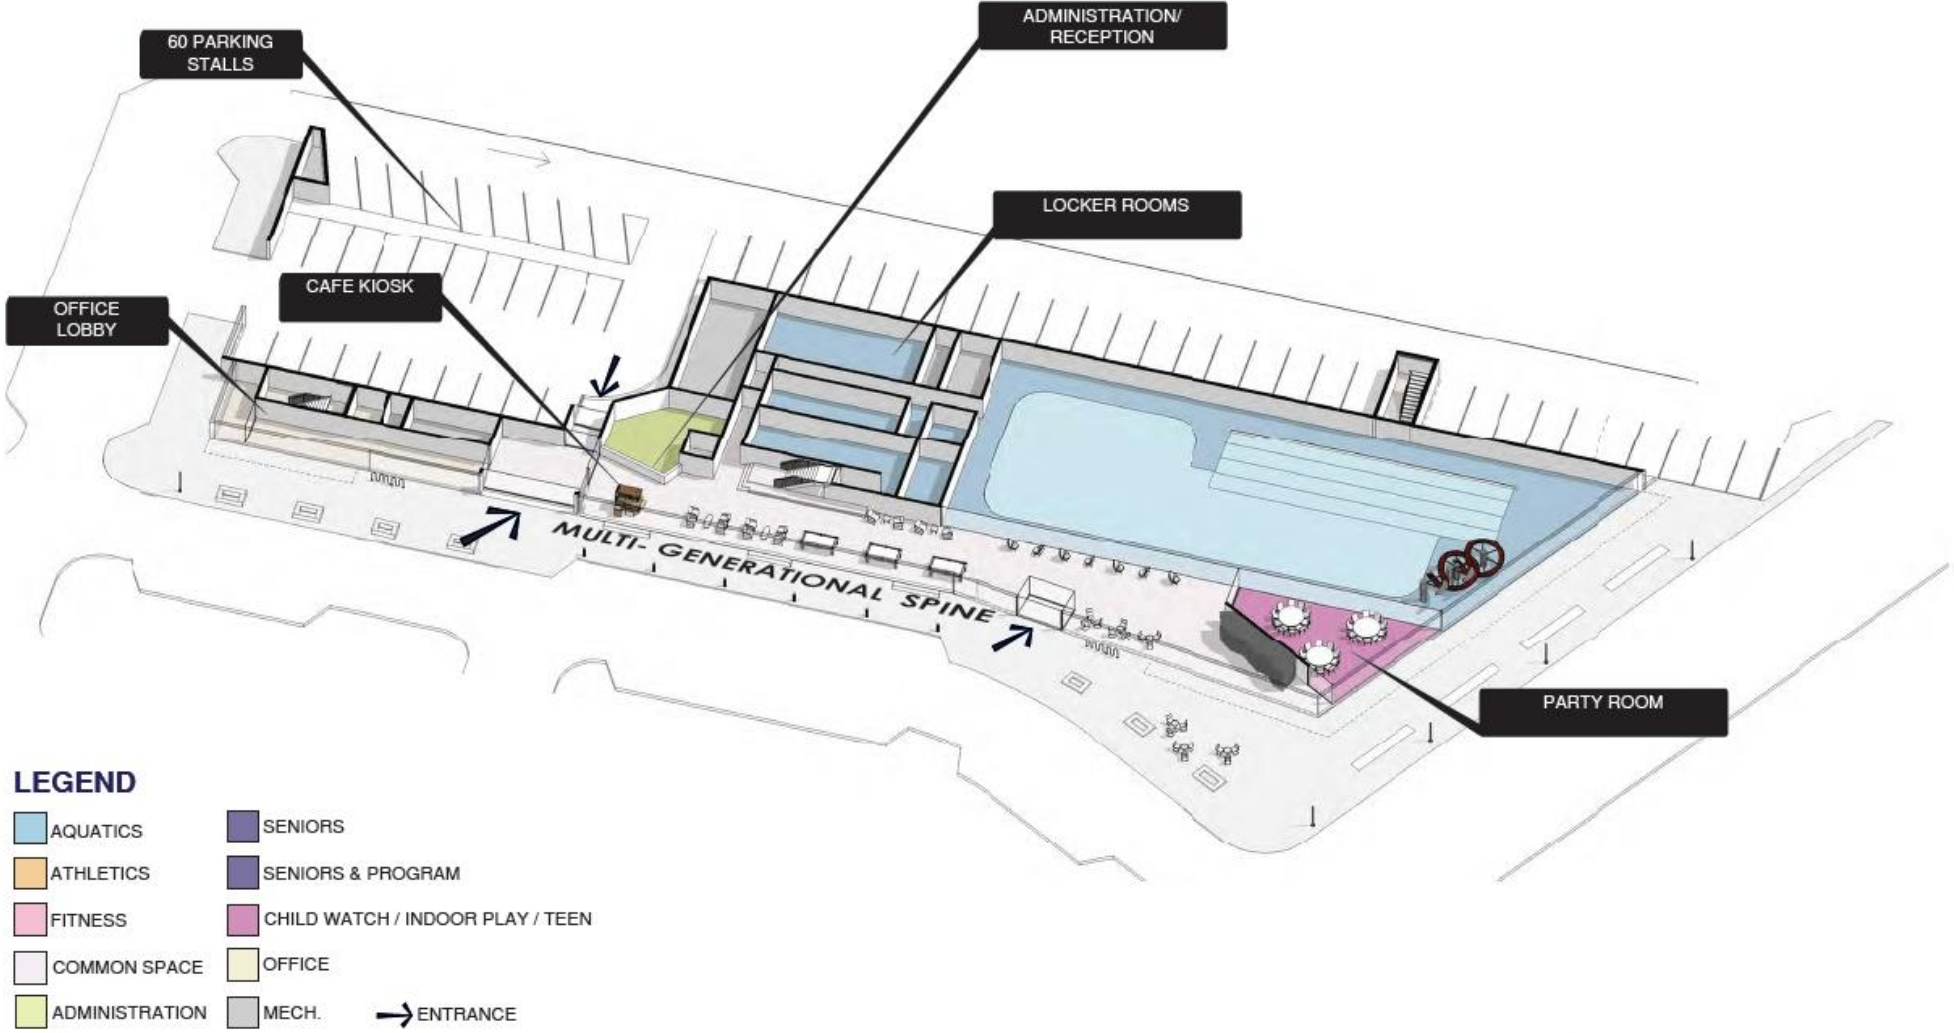 ADMINISTRATION/
RECEPTION
60 PARKING
STALLS
LOCKER ROOMS
CAFE KIOSK
OFFICE
LOBBY
MULTI- GENERATIONAL SPINE
PARTY ROOM
LEGEND
AQUATICS
ATHLETICS
FITNESS
COMMON SPACE
ADMINISTRATION
SENIORS
SENIORS & PROGRAM
CHILD WATCH / INDOOR PLAY / TEEN
OFFICE
MECH.
ENTRANCE